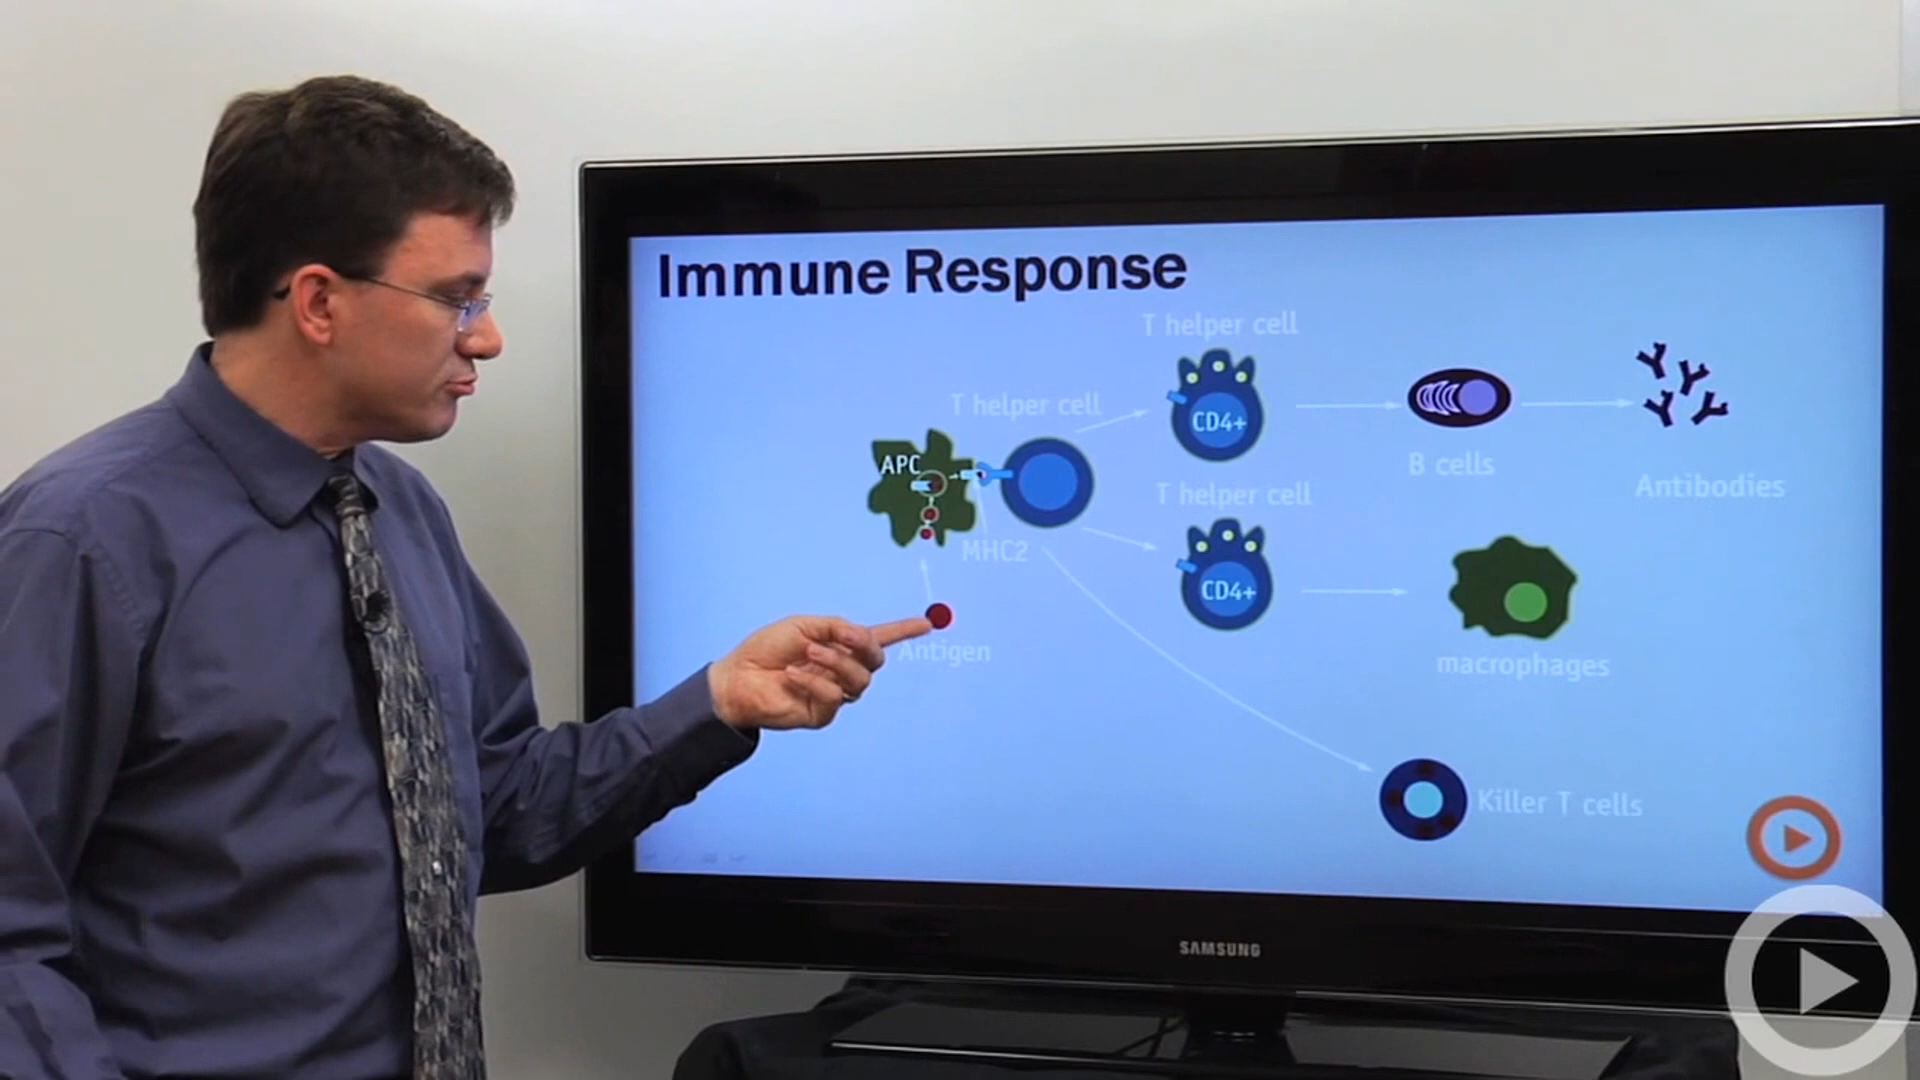 Immune Response
T helper cell
T helper cell
CD4+
APC
B cells
Antibodies
T helper cell
MHC2
CD4+
Antigen
macrophages
Killer T cells
SAMSUNG